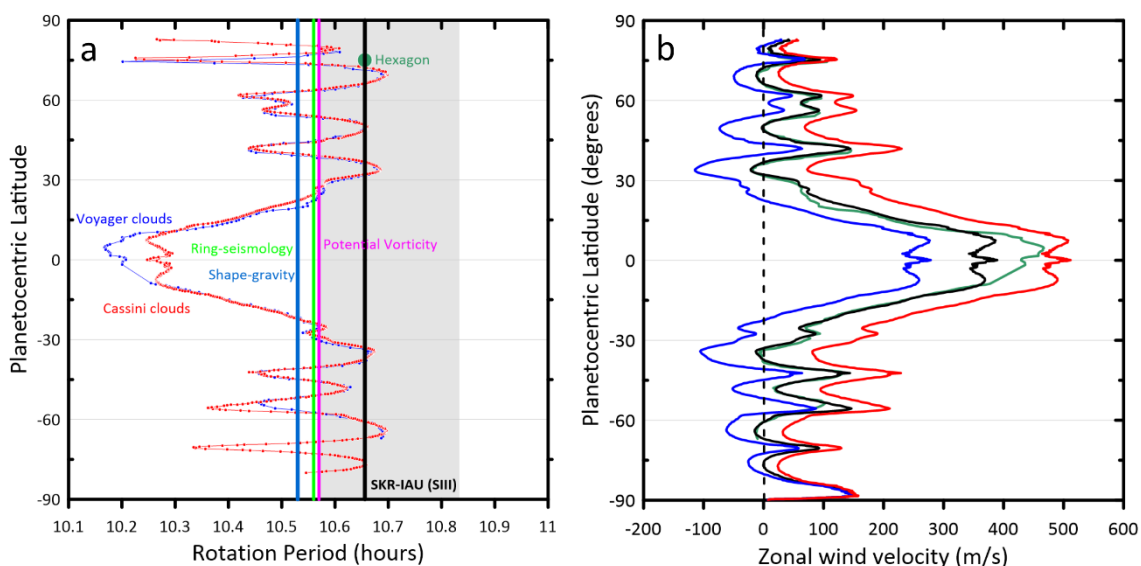 a
Planetocentric Latitude
90
60
30
0
-30
-60
-90
Hexagon
Voyager clouds
Ring-seismology
Potential Vorticity
Shape-gravity
Cassini clouds
SKR-IAU (SIII)
10.1 10.2 10.3 10.4 10.5 10.6 10.7 10.8 10.9 11
Rotation Period (hours)
b
Planetocentric Latidude (degrees)
90
60
30
0
-30
-60
-90
-200 -100 0 100 200 300 400 500 600
Zonal wind velocity (m/s)